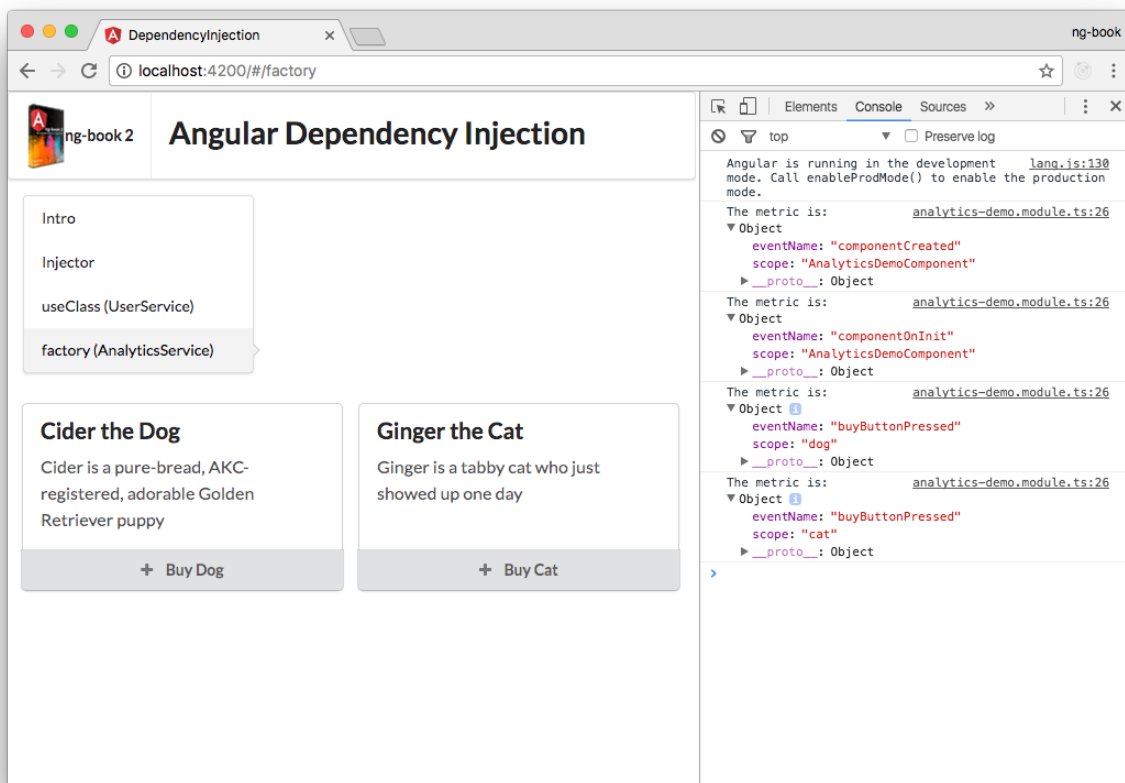 DependencyInjection
ng-book
localhost:4200/#/factory
ng-book 2
Angular Dependency Injection
Intro
Injector
useClass (UserService)
factory (AnalyticsService)
Cider the Dog
Cider is a pure-bread, AKC-
registered, adorable Golden
Retriever puppy
Buy Dog
Ginger the Cat
Ginger is a tabby cat who just
showed up one day
Buy Cat
Elements Console Sources »
top Preserve log
Angular is running in the development lang.js:130
mode. Call enableProdMode() to enable the production
mode.
The metric is: analytics-demo.module.ts:26
Object
eventName: "componentCreated"
scope: "AnalyticsDemoComponent"
__proto__: Object
The metric is: analytics-demo.module.ts:26
Object
eventName: "componentOnInit"
scope: "AnalyticsDemoComponent"
__proto__: Object
The metric is: analytics-demo.module.ts:26
Object i
eventName: "buyButtonPressed"
scope: "dog"
__proto__: Object
The metric is: analytics-demo.module.ts:26
Object i
eventName: "buyButtonPressed"
scope: "cat"
__proto__: Object